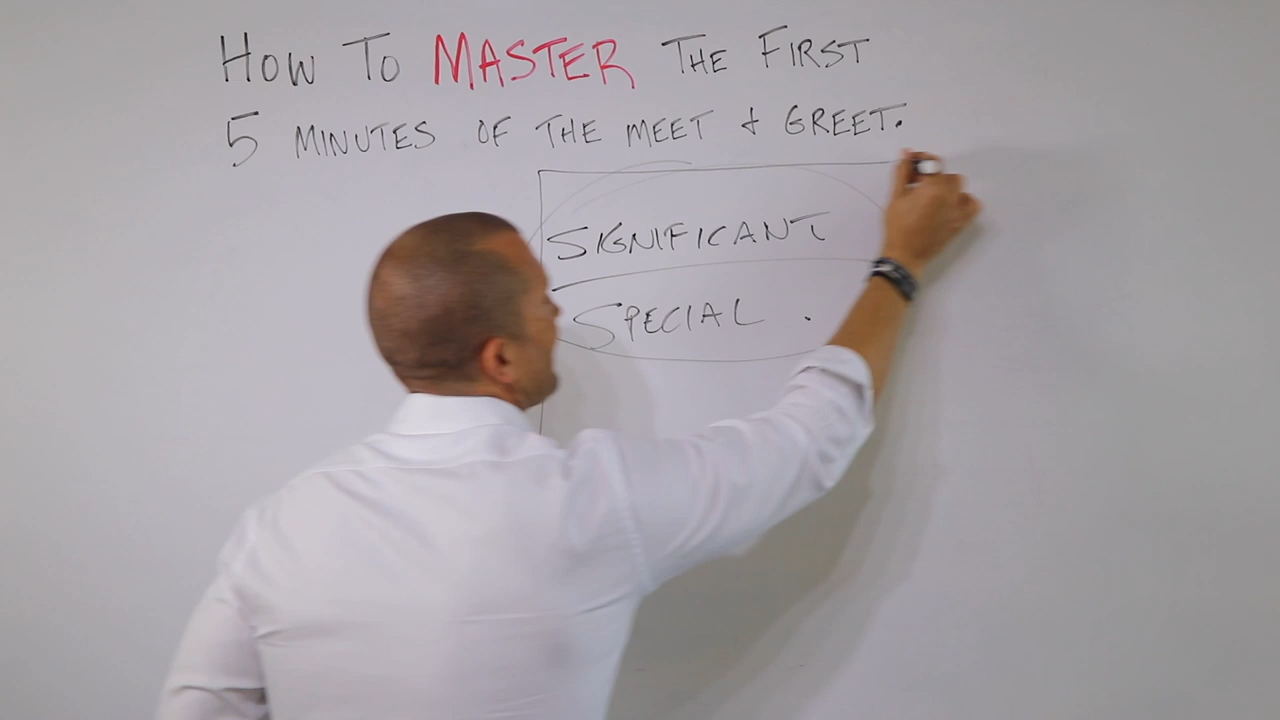 HOW TO MASTER THE FIRST
5 MINUTES OF THE MEET + GREET.
SIGNIFICANT
SPECIAL .